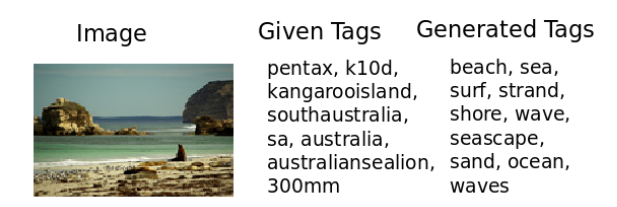 Image
Given Tags
Generated Tags
pentax, k10d,
kangarooisland,
southaustralia,
sa, australia,
australiansealion,
300mm
beach, sea,
surf, strand,
shore, wave,
seascape,
sand, ocean,
waves